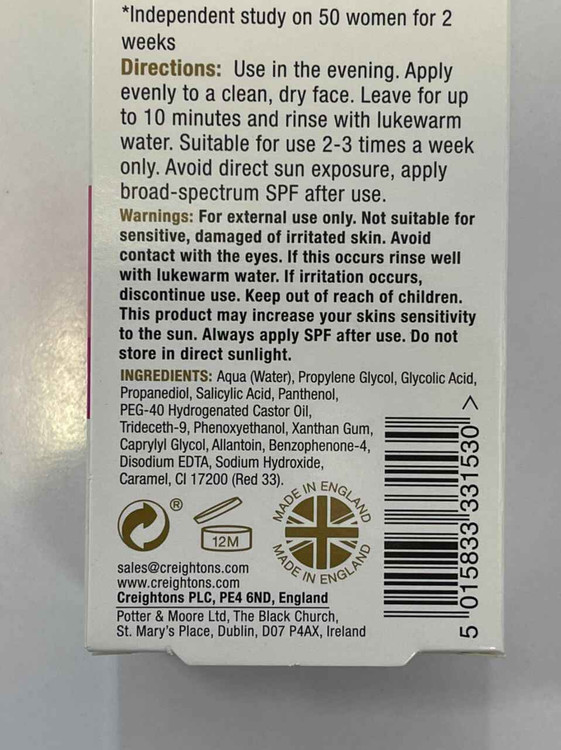 *Independent study on 50 women for 2
weeks
Directions: Use in the evening. Apply
evenly to a clean, dry face. Leave for up
to 10 minutes and rinse with lukewarm
water. Suitable for use 2-3 times a week
only. Avoid direct sun exposure, apply
broad-spectrum SPF after use.
Warnings: For external use only. Not suitable for
sensitive, damaged of irritated skin. Avoid
contact with the eyes. If this occurs rinse well
with lukewarm water. If irritation occurs,
discontinue use. Keep out of reach of children.
This product may increase your skins sensitivity
to the sun. Always apply SPF after use. Do not
store in direct sunlight.
INGREDIENTS: Aqua (Water), Propylene Glycol, Glycolic Acid,
Propanediol, Salicylic Acid, Panthenol,
PEG-40 Hydrogenated Castor Oil,
Trideceth-9, Phenoxyethanol, Xanthan Gum,
Caprylyl Glycol, Allantoin, Benzophenone-4,
Disodium EDTA, Sodium Hydroxide,
Caramel, CI 17200 (Red 33).
®
12M
MADE IN ENGLAND
MADE IN ENGLAND
5 015833 331530 >
sales@creightons.com
www.creightons.com
Creightons PLC, PE4 6ND, England
Potter & Moore Ltd, The Black Church,
St. Mary's Place, Dublin, D07 P4AX, Ireland